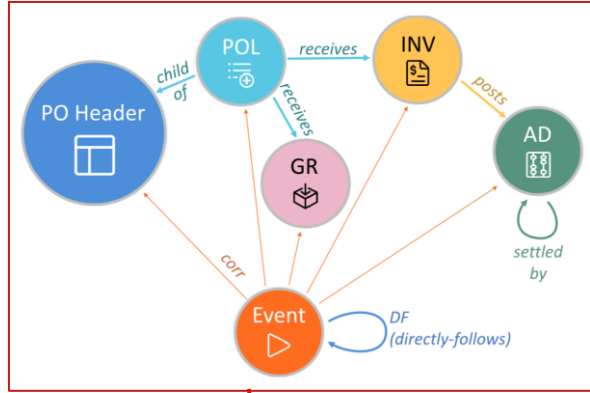 POL
receives
INV
child
of
posts
PO Header
receives
AD
GR
settled
by
corr
Event
DF
(directly-follows)